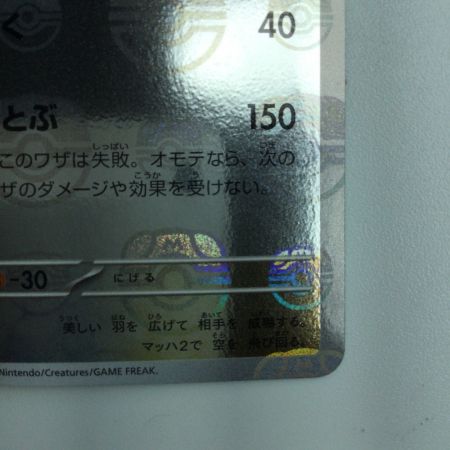 く 40
とぶ 150
このワザは失敗。オモテなら、次の
ザのダメージや効果を受けない。
-30 にげる
美しい 羽を 広げて 相手を 威嚇する。
マッハ2で 空を 飛び回る。
Nintendo/Creatures/GAME FREAK.